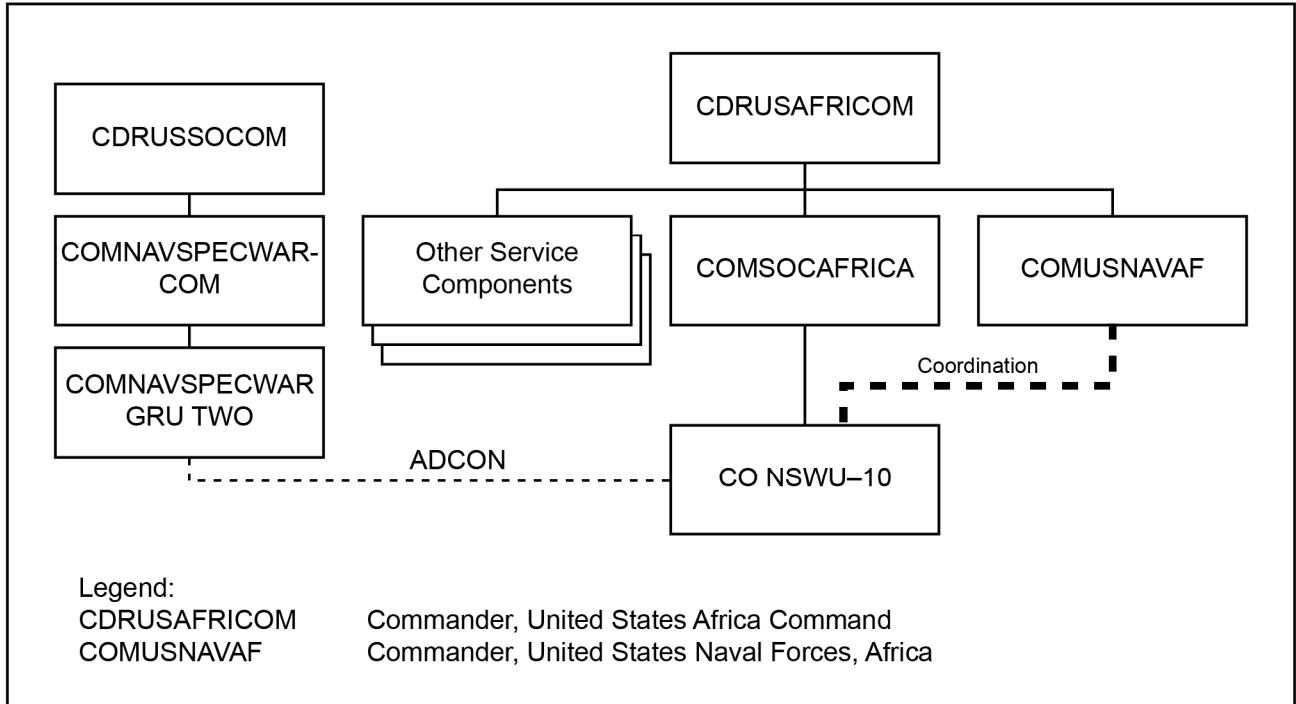 CDRUSAFRICOM
CDRUSSOCOM
COMNAVSPECWAR-
COM
Other Service
Components
COMSOCAFRICA
COMUSNAVAF
COMNAVSPECWAR
GRU TWO
Coordination
ADCON
CO NSWU–10
Legend:
CDRUSAFRICOM Commander, United States Africa Command
COMUSNAVAF Commander, United States Naval Forces, Africa